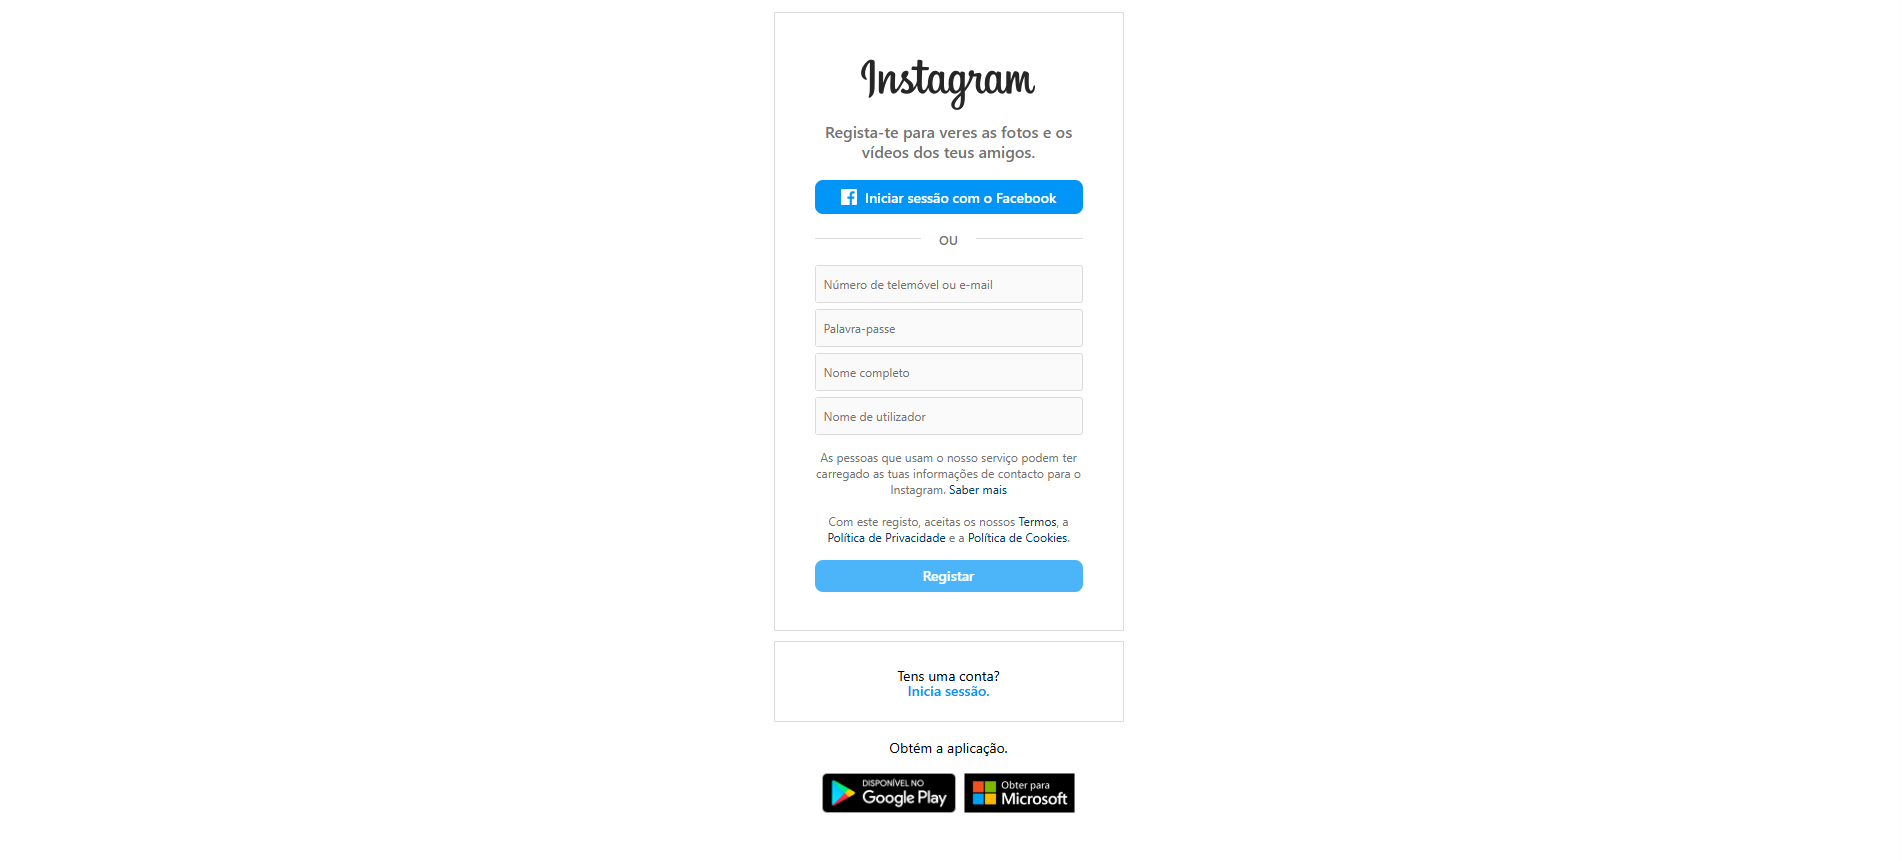 Instagram
Regista-te para veres as fotos e os
vídeos dos teus amigos.
Iniciar sessão com o Facebook
OU
Número de telemóvel ou e-mail
Palavra-passe
Nome completo
Nome de utilizador
As pessoas que usam o nosso serviço podem ter
carregado as tuas informações de contacto para o
Instagram. Saber mais
Com este registo, aceitas os nossos Termos, a
Política de Privacidade e a Política de Cookies.
Registar
Tens uma conta?
Inicia sessão.
Obtém a aplicação.
DISPONÍVEL NO
Google Play
Obter para
Microsoft